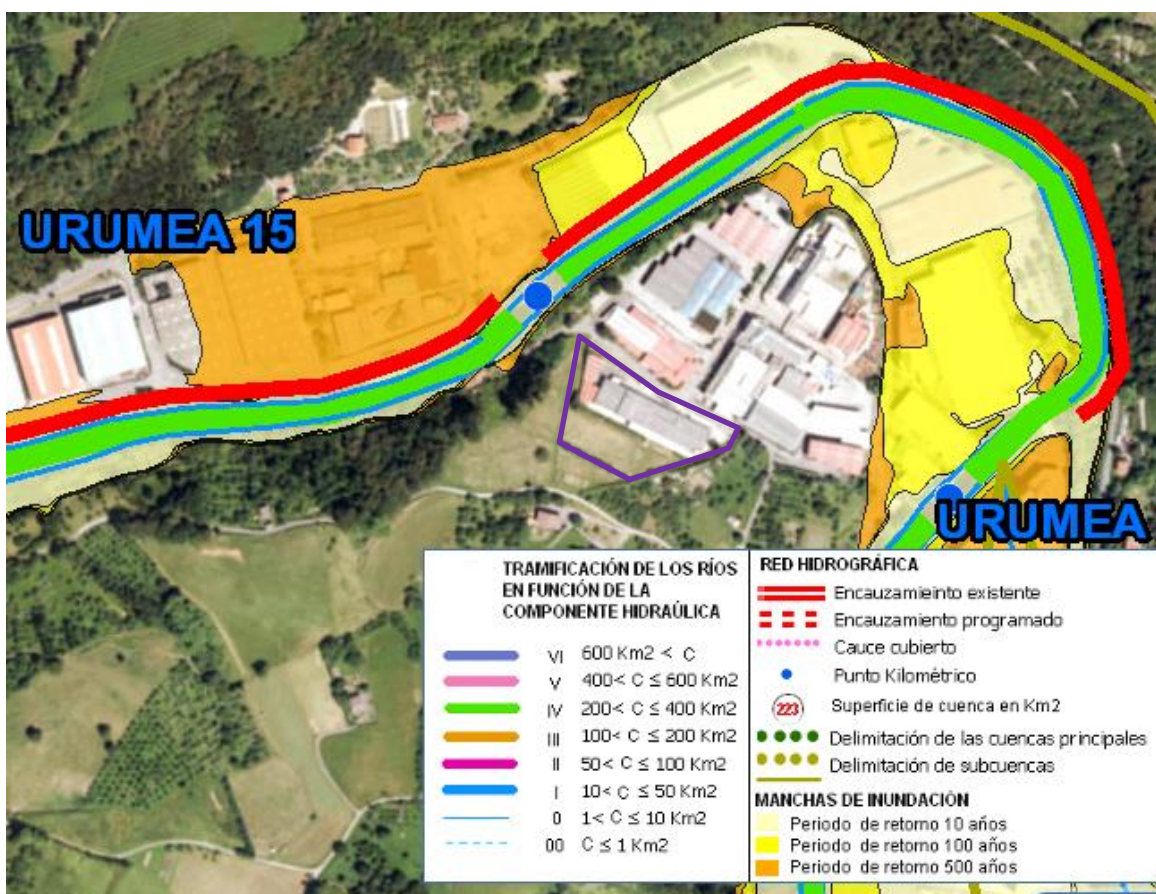 URUMEA 15
URUMEA
TRAMIFICACIÓN DE LOS RÍOS
EN FUNCIÓN DE LA
COMPONENTE HIDRAÚLICA
VI 600 Km2 < C
V 400< C ≤ 600 Km2
IV 200< C ≤ 400 Km2
III 100< C ≤ 200 Km2
II 50< C ≤ 100 Km2
I 10< C ≤ 50 Km2
0 1< C ≤ 10 Km2
00 C ≤ 1 Km2
RED HIDROGRÁFICA
Encauzamieinto existente
Encauzamiento programado
Cauce cubierto
Punto Kilométrico
223 Superficie de cuenca en Km2
Delimitación de las cuencas principales
Delimitación de subcuencas
MANCHAS DE INUNDACIÓN
Periodo de retorno 10 años
Periodo de retorno 100 años
Periodo de retorno 500 años